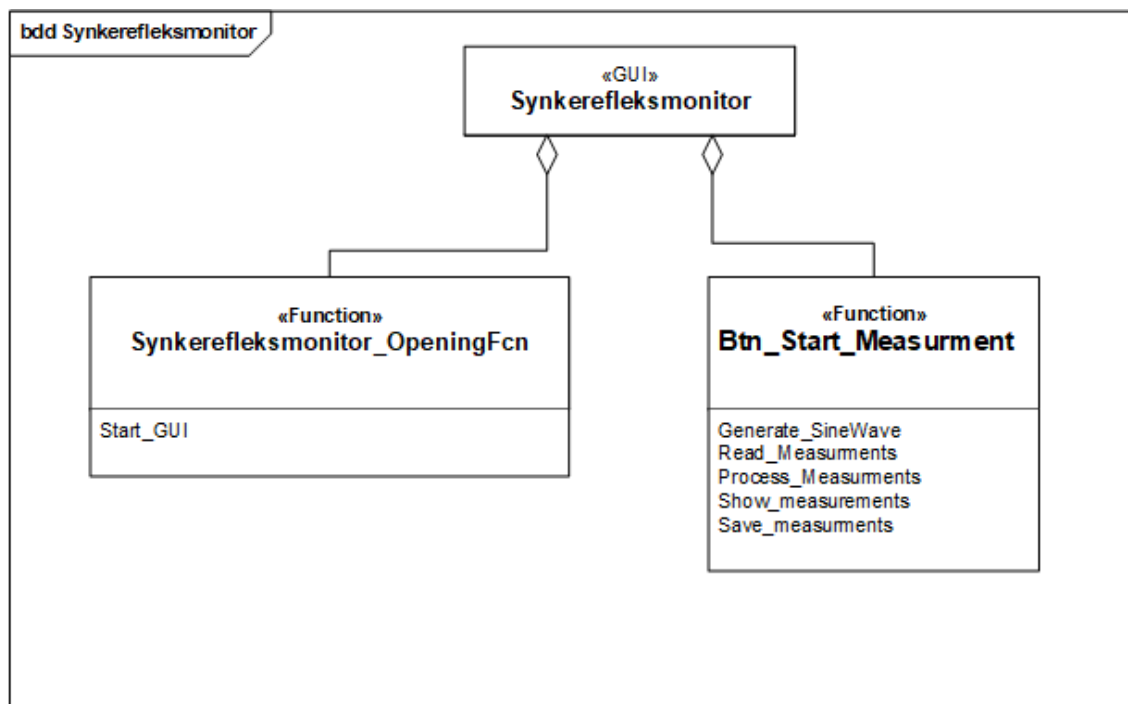 bdd Synkerefleksmonitor
«GUI»
Synkerefleksmonitor
«Function»
Synkerefleksmonitor_OpeningFcn
Start_GUI
«Function»
Btn_Start_Measurment
Generate_SineWave
Read_Measurments
Process_Measurments
Show_measurements
Save_measurments